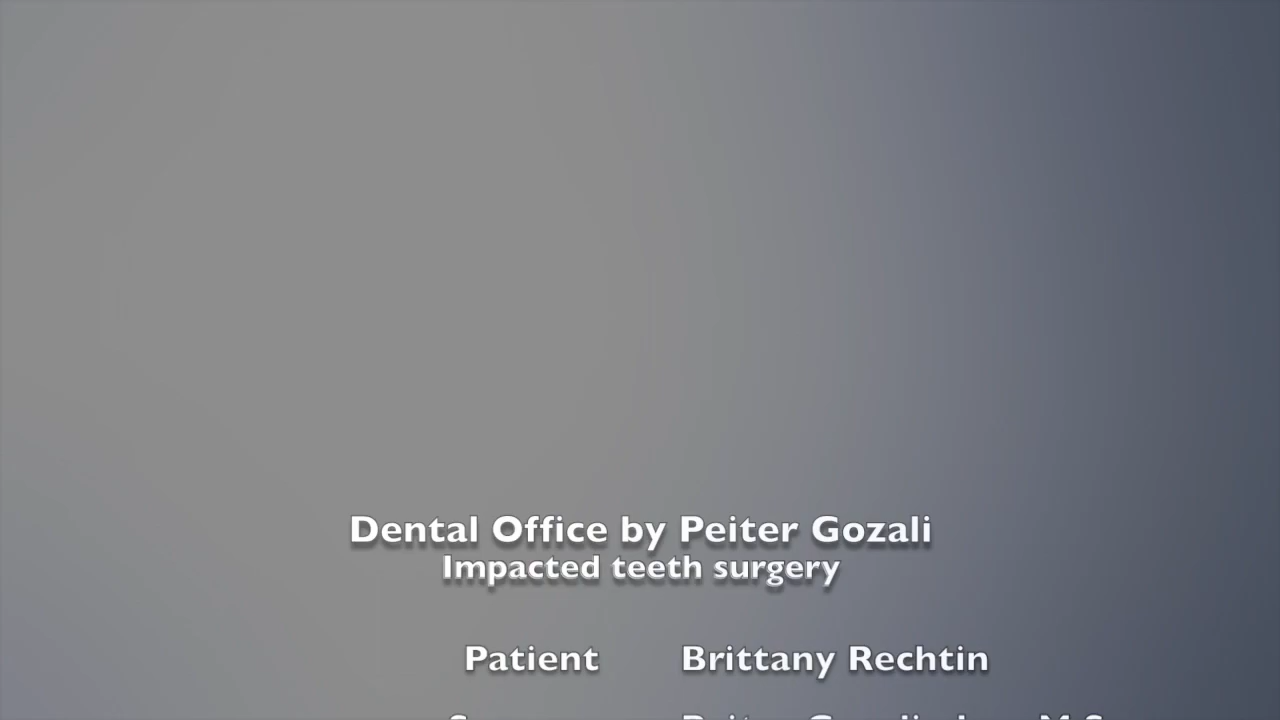 Dental Office by Peiter Gozali
Impacted teeth surgery
Patient Brittany Rechtin